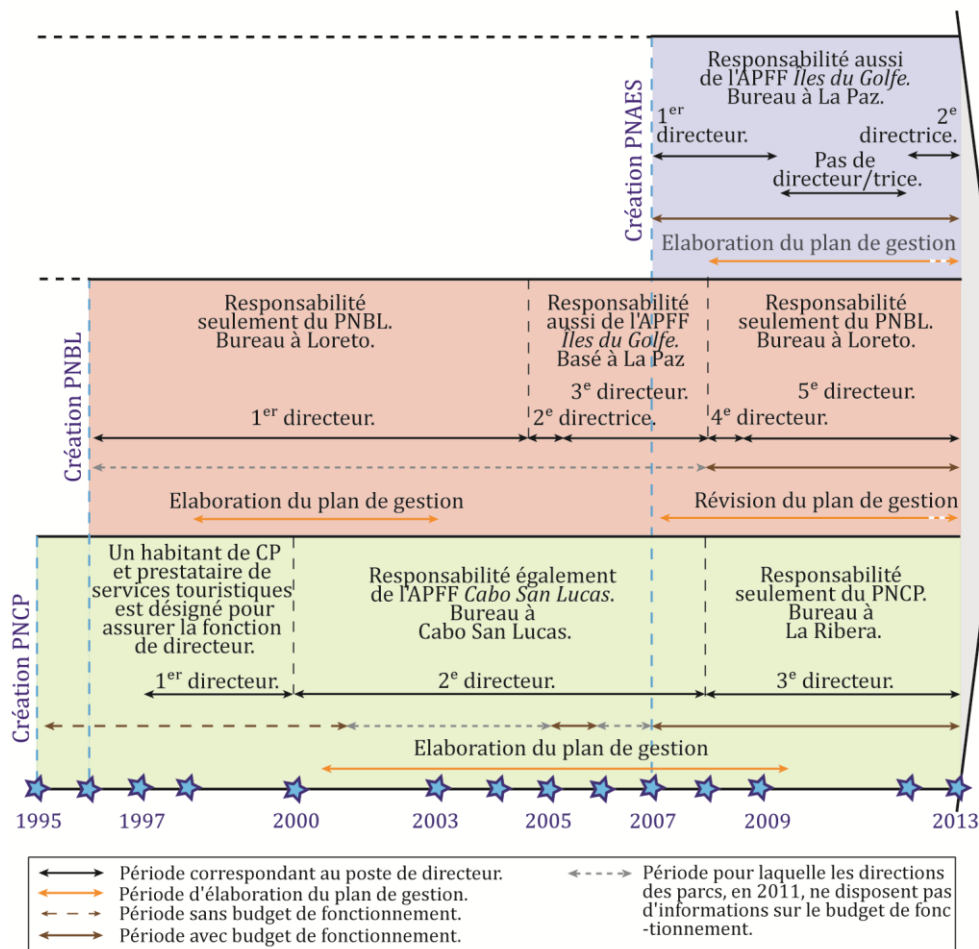 Création PNAES
Responsabilité aussi
de l'APFF Îles du Golfe.
Bureau à La Paz.
1er
directeur.
2e
directrice.
Pas de
directeur/trice.
Elaboration du plan de gestion
Création PNBL
Responsabilité
seulement du PNBL.
Bureau à Loreto.
Responsabilité
aussi de l'APFF
Îles du Golfe.
Basé à La Paz
Responsabilité
seulement du PNBL.
Bureau à Loreto.
3e directeur.
5e directeur.
1er directeur.
2e directrice.
4e directeur.
Elaboration du plan de gestion
Révision du plan de gestion
Création PNCP
Un habitant de CP
et prestataire de
services touristiques
est désigné pour
assurer la fonction
de directeur.
Responsabilité également
de l'APFF Cabo San Lucas.
Bureau à
Cabo San Lucas.
Responsabilité
seulement du PNCP.
Bureau à
La Ribera.
1er directeur.
2e directeur.
3e directeur.
Elaboration du plan de gestion
1995
1997
2000
2003
2005
2007
2009
2013
Période correspondant au poste de directeur.
Période d'élaboration du plan de gestion.
Période sans budget de fonctionnement.
Période avec budget de fonctionnement.
Période pour laquelle les directions
des parcs, en 2011, ne disposent pas
d'informations sur le budget de fonc
-tionnement.